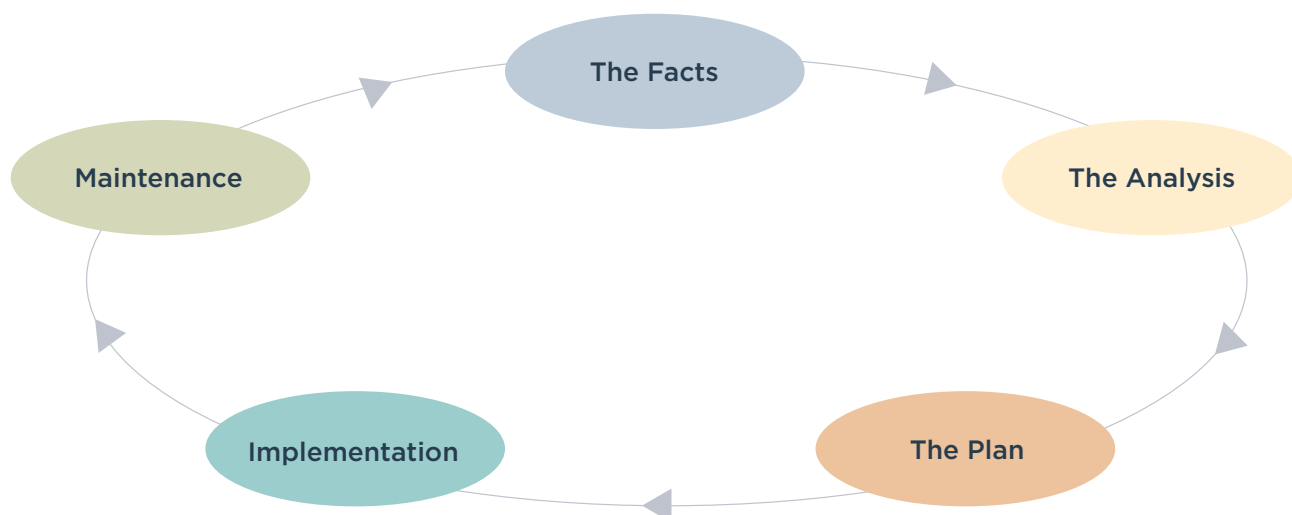 The Facts
Maintenance
The Analysis
Implementation
The Plan